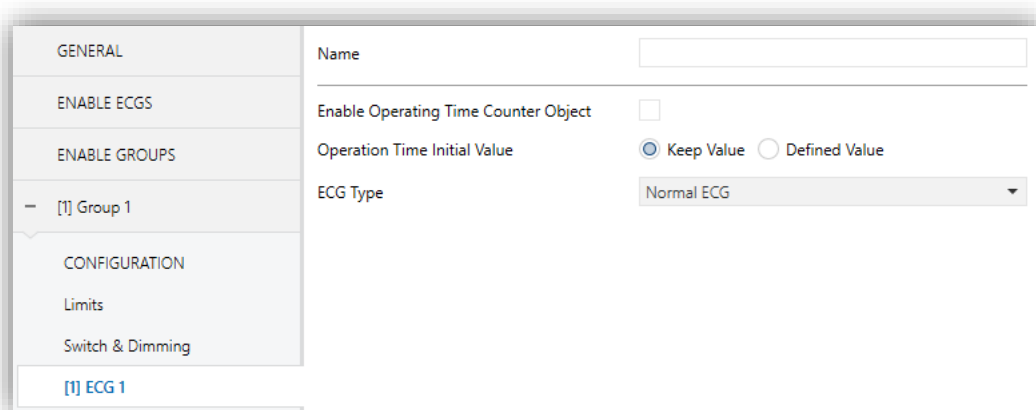 GENERAL
ENABLE ECGS
ENABLE GROUPS
[1] Group 1
CONFIGURATION
Limits
Switch & Dimming
[1] ECG 1
Name
Enable Operating Time Counter Object
Operation Time Initial Value Keep Value Defined Value
ECG Type Normal ECG